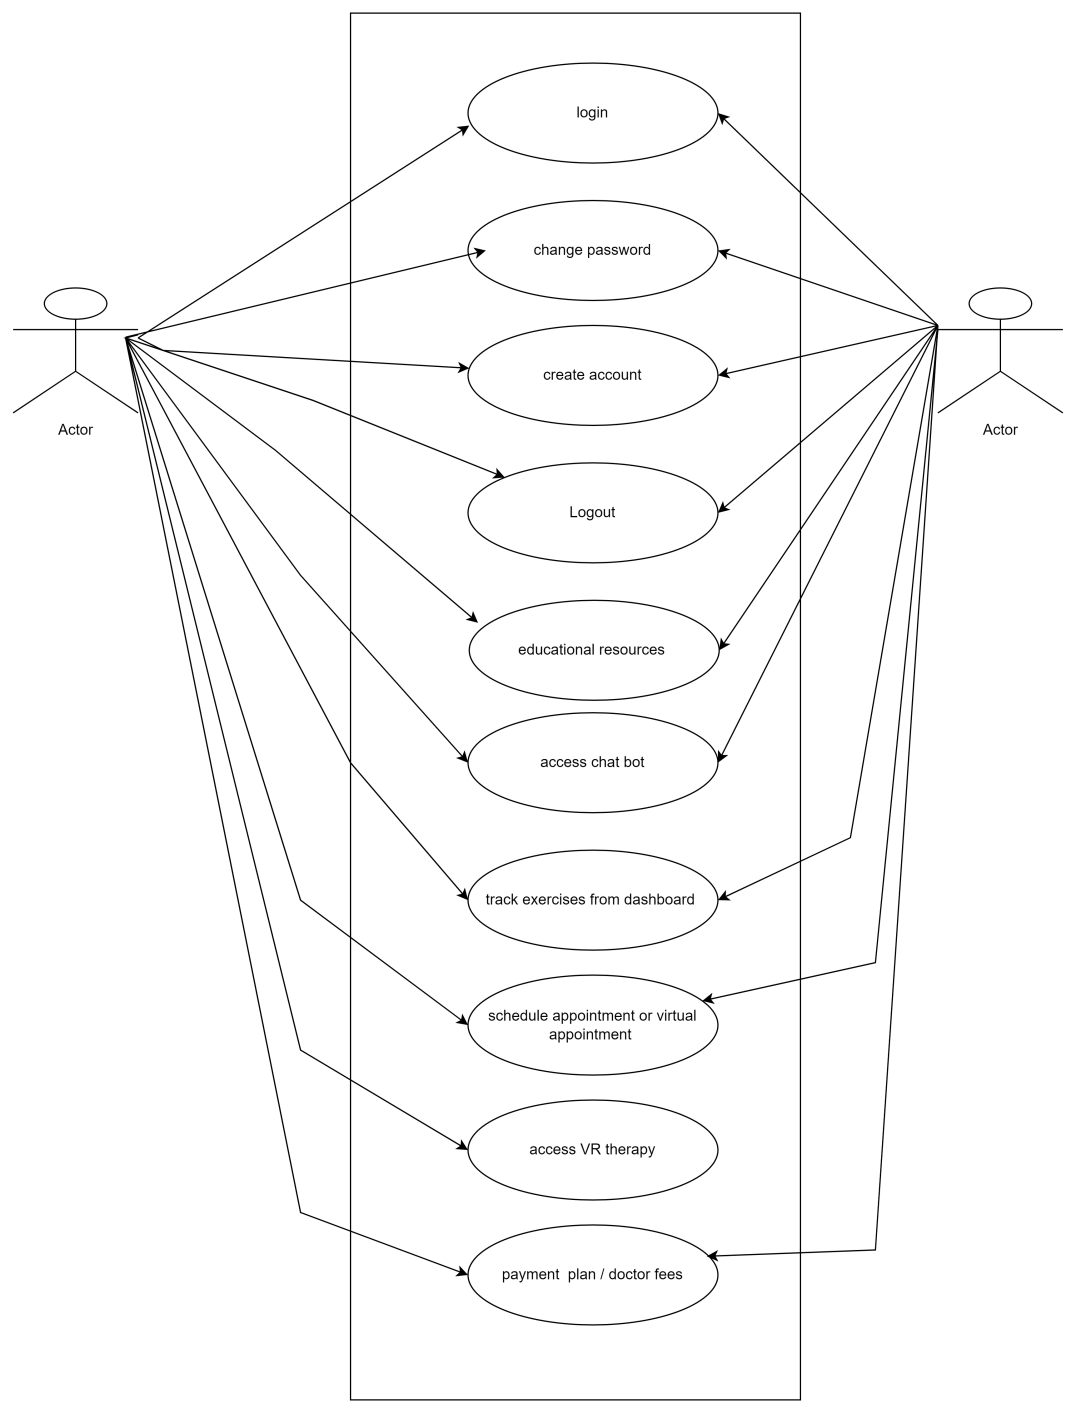 login
change password
create account
Actor
Actor
Logout
educational resources
access chat bot
track exercises from dashboard
schedule appointment or virtual
appointment
access VR therapy
payment  plan / doctor fees